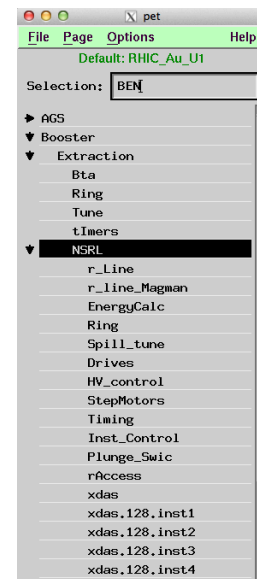 pet
File Page Options Help
Default: RHIC_Au_U1
Selection: BEN
AGS
Booster
Extraction
Bta
Ring
Tune
tImers
NSRL
r_Line
r_line_Magman
EnergyCalc
Ring
Spill_tune
Drives
HV_control
StepMotors
Timing
Inst_Control
Plunge_Swic
rAccess
xdas
xdas.128.inst1
xdas.128.inst2
xdas.128.inst3
xdas.128.inst4